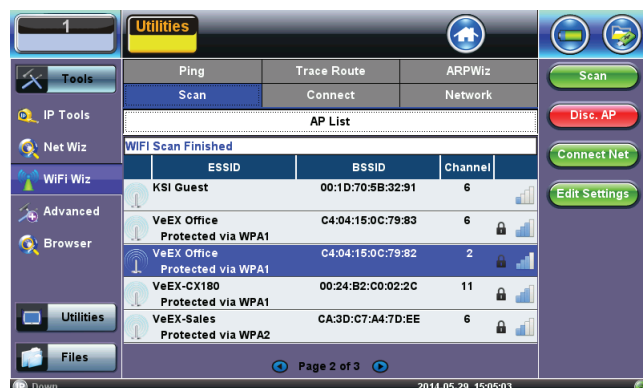 1
Utilities
Tools
IP Tools
Net Wiz
WiFi Wiz
Advanced
Browser
Utilities
Files
Ping Trace Route ARPWiz
Scan Connect Network
AP List
WIFI Scan Finished
ESSID BSSID Channel
KSI Guest 00:1D:70:5B:32:91 6
VeEX Office C4:04:15:0C:79:83 6
Protected via WPA1
VeEX Office C4:04:15:0C:79:82 2
Protected via WPA1
VeEX-CX180 00:24:B2:C0:02:2C 11
Protected via WPA1
VeEX-Sales CA:3D:C7:A4:7D:EE 6
Protected via WPA2
Page 2 of 3
Scan
Disc. AP
Connect Net
Edit Settings
IP Down 2014.05.29 15:05:03